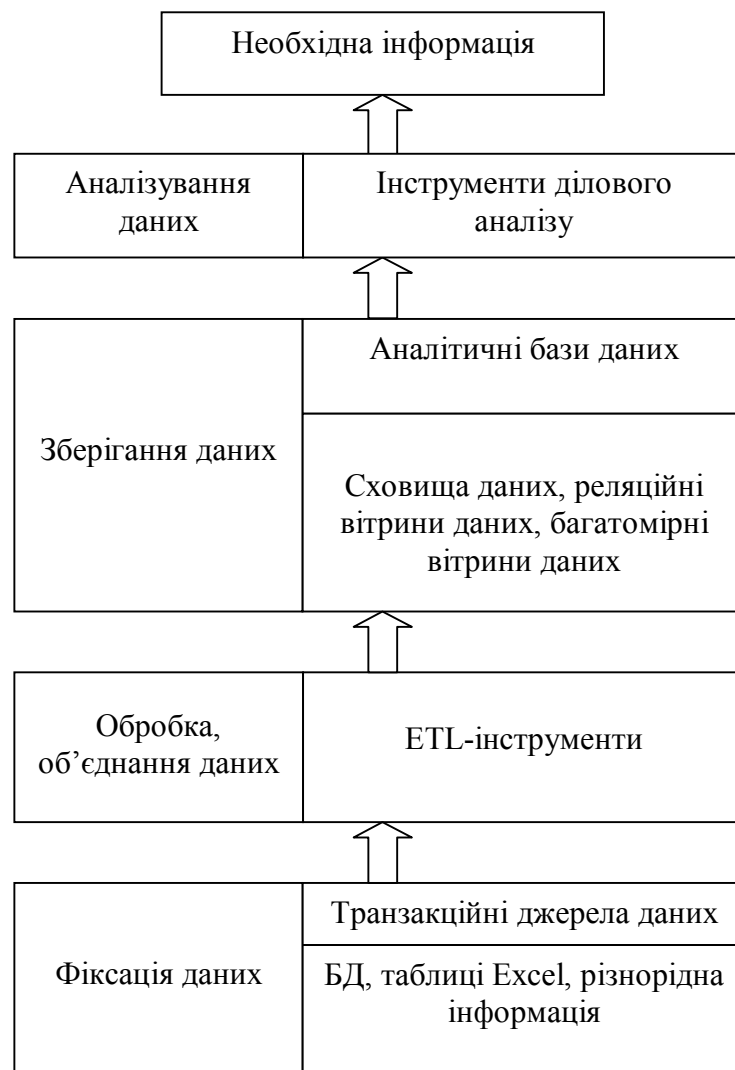 Необхідна інформація
Аналізування
даних
Інструменти ділового
аналізу
Зберігання даних
Аналітичні бази даних
Сховища даних, реляційні
вітрини даних, багатомірні
вітрини даних
Обробка,
об’єднання даних
ETL-інструменти
Фіксація даних
Транзакційні джерела даних
БД, таблиці Excel, різнорідна
інформація